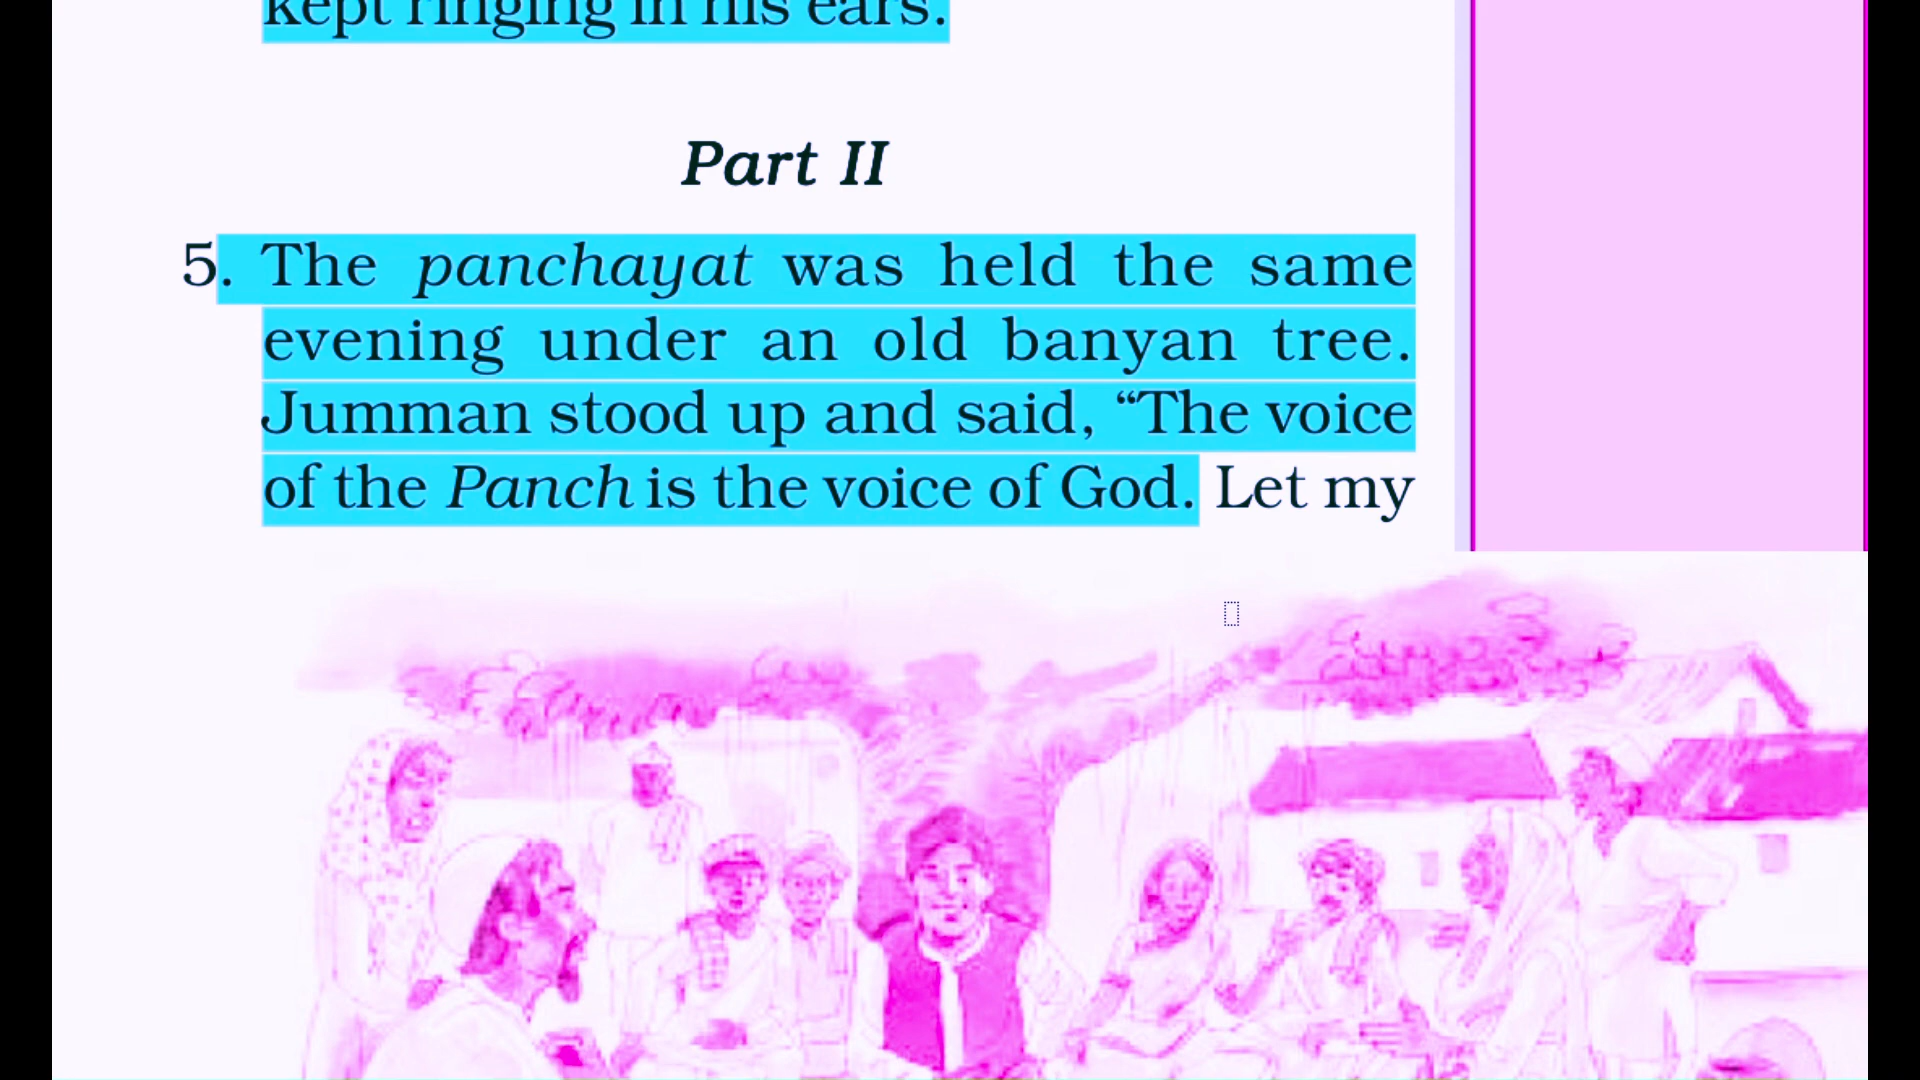 kept ringing in his ears.
Part II
5. The panchayat was held the same
evening under an old banyan tree.
Jumman stood up and said, “The voice
of the Panch is the voice of God. Let my